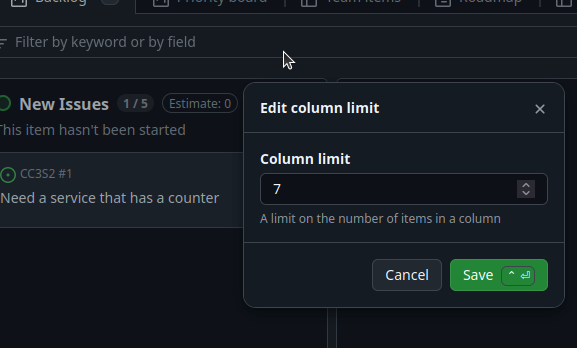 Backlog Priority board Team items Roadmap
Filter by keyword or by field
New Issues 1 / 5 Estimate: 0
This item hasn't been started
CC3S2 #1
Need a service that has a counter
Edit column limit
Column limit
7
A limit on the number of items in a column
Cancel Save ⌃ ⏎